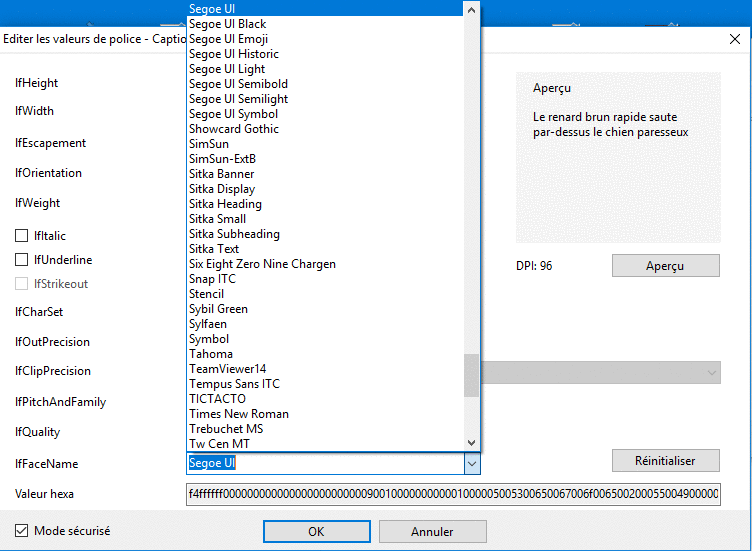 Editer les valeurs de police - Captio
Segoe UI
Segoe UI Black
Segoe UI Emoji
Segoe UI Historic
Segoe UI Light
Segoe UI Semibold
Segoe UI Semilight
Segoe UI Symbol
Showcard Gothic
SimSun
SimSun-ExtB
Sitka Banner
Sitka Display
Sitka Heading
Sitka Small
Sitka Subheading
Sitka Text
Six Eight Zero Nine Chargen
Snap ITC
Stencil
Sybil Green
Sylfaen
Symbol
Tahoma
TeamViewer14
Tempus Sans ITC
TICTACTO
Times New Roman
Trebuchet MS
Tw Cen MT
lfHeight
lfWidth
lfEscapement
lfOrientation
lfWeight
lfItalic
lfUnderline
lfStrikeout
lfCharSet
lfOutPrecision
lfClipPrecision
lfPitchAndFamily
lfQuality
lfFaceName
Segoe UI
Aperçu
Le renard brun rapide saute
par-dessus le chien paresseux
DPI: 96
Aperçu
Réinitialiser
Valeur hexa
Mode sécurisé
OK
Annuler